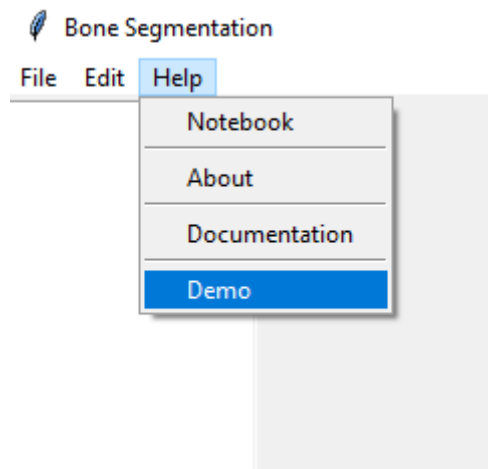 Bone Segmentation
File Edit Help
Notebook
About
Documentation
Demo